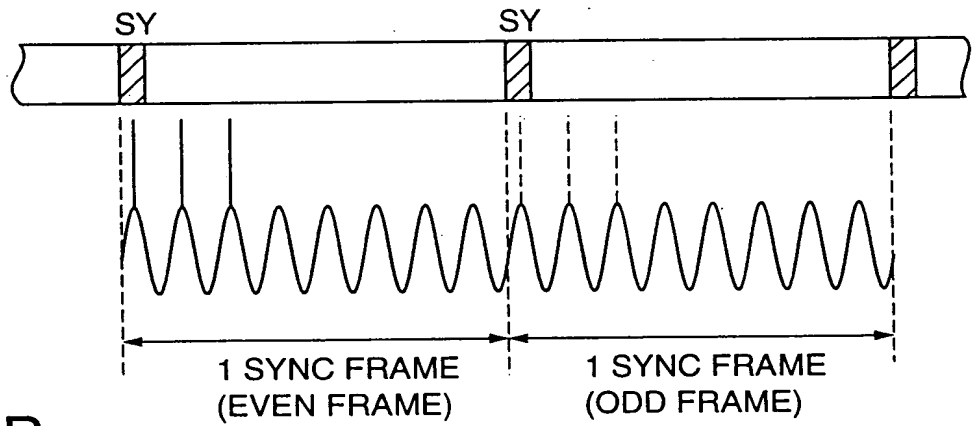 SY SY
1 SYNC FRAME 1 SYNC FRAME
(EVEN FRAME) (ODD FRAME)